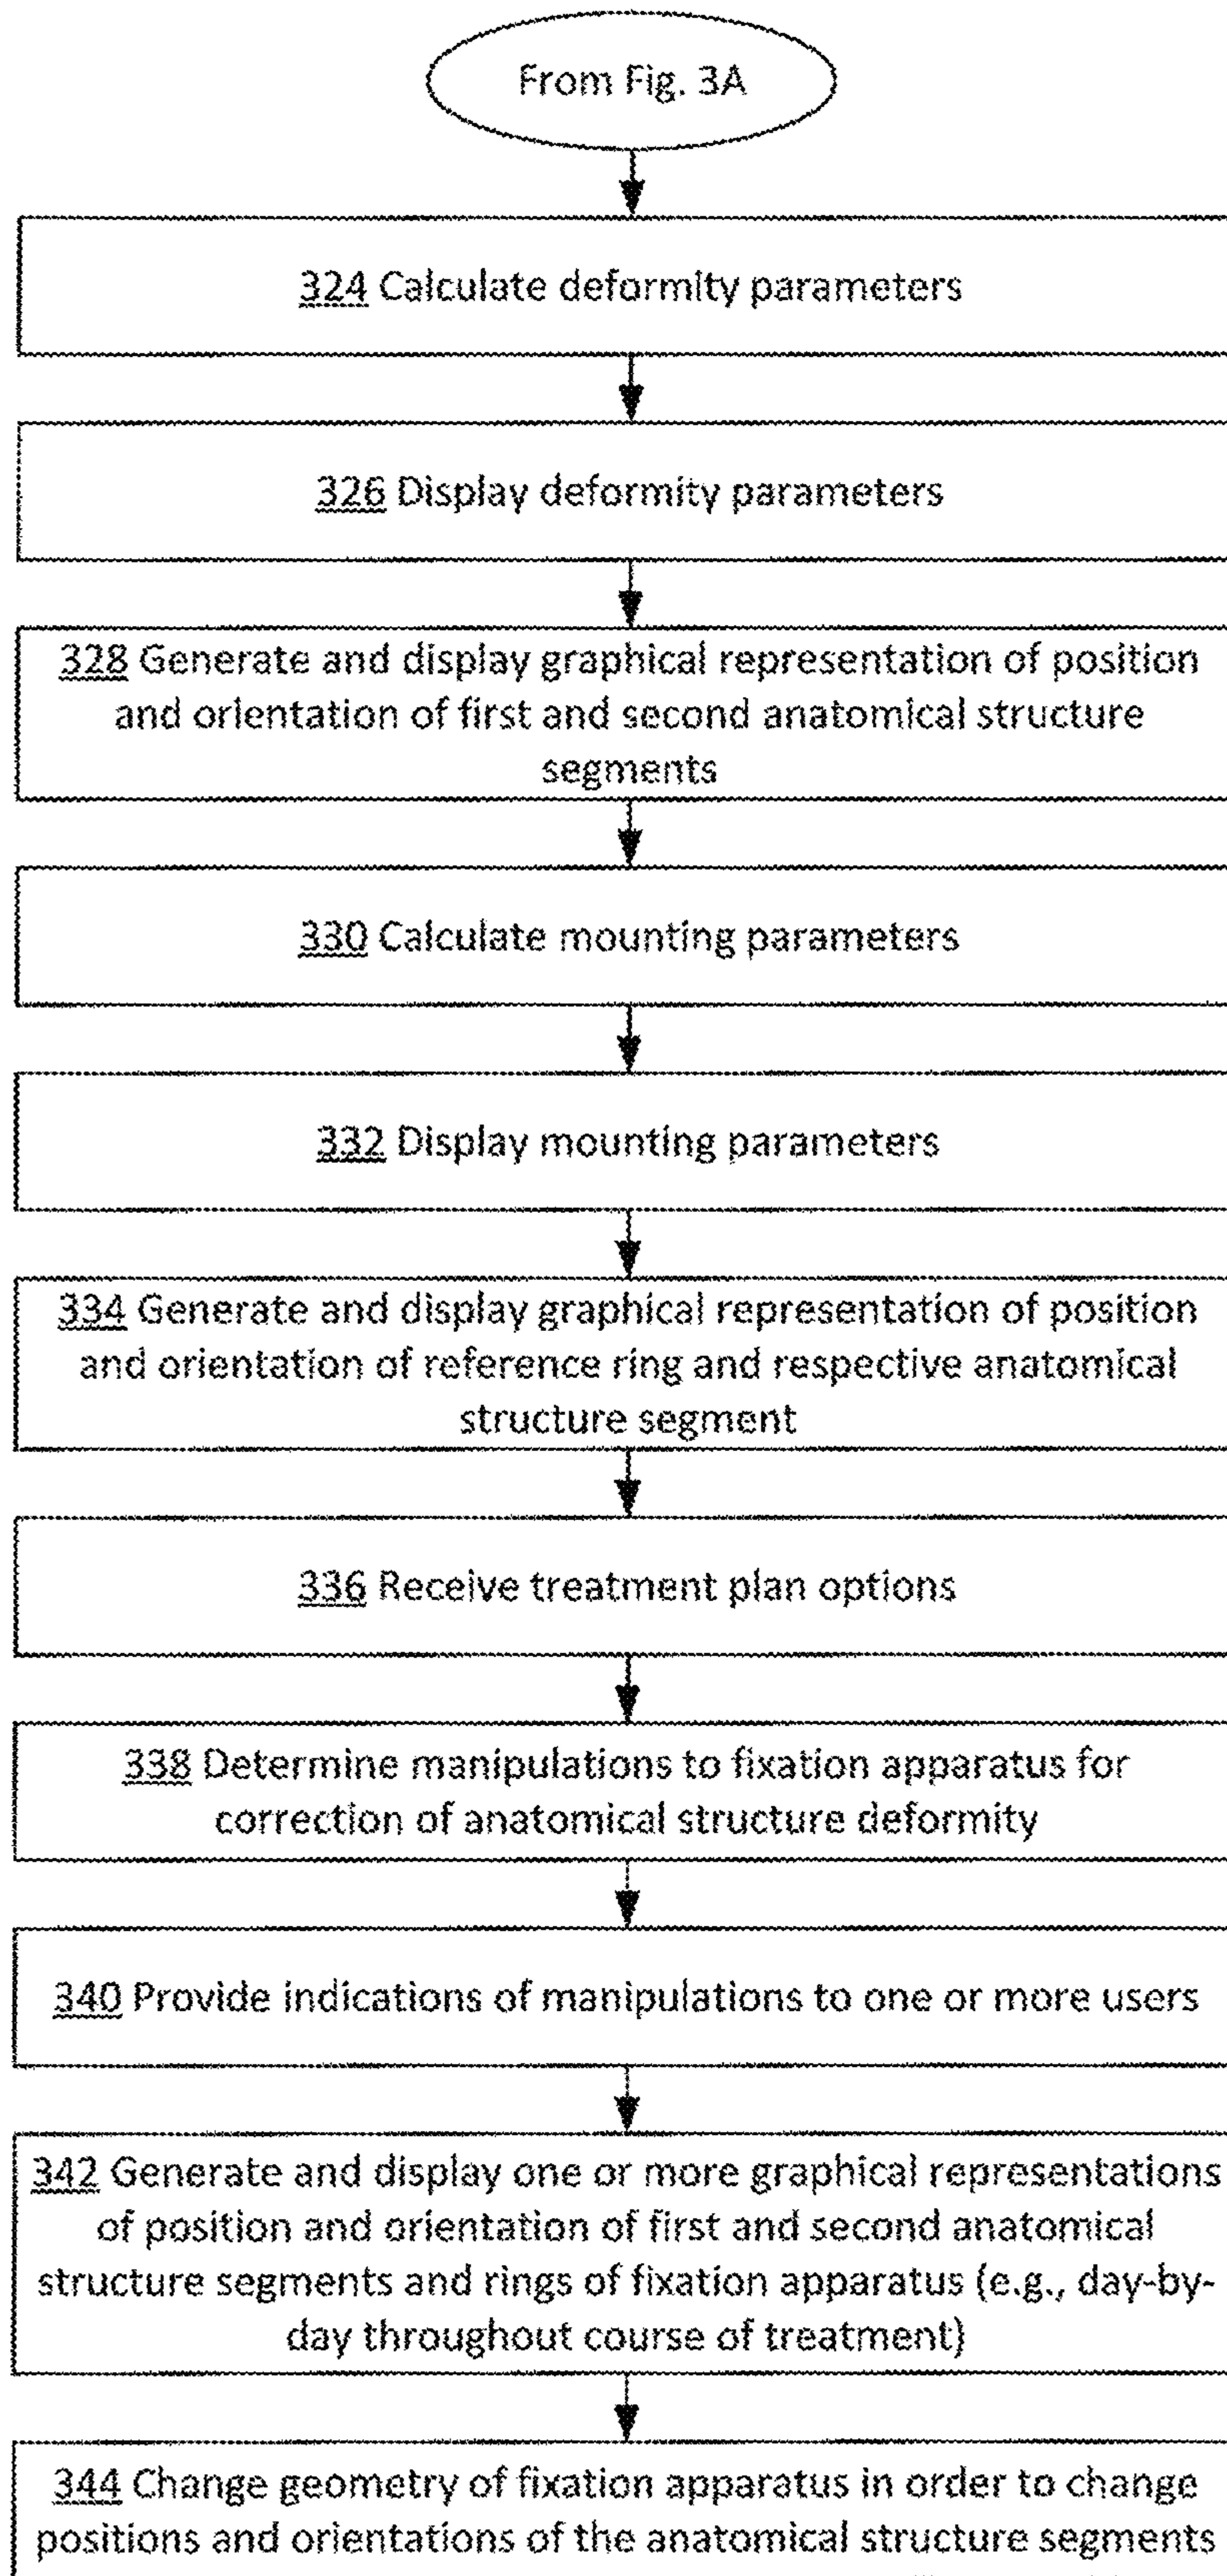 From Fig. 3A
324 Calculate deformity parameters
326 Display deformity parameters
328 Generate and display graphical representation of position
and orientation of first and second anatomical structure
segments
330 Calculate mounting parameters
332 Display mounting parameters
334 Generate and display graphical representation of position
and orientation of reference ring and respective anatomical
structure segment
336 Receive treatment plan options
338 Determine manipulations to fixation apparatus for
correction of anatomical structure deformity
340 Provide indications of manipulations to one or more users
342 Generate and display one or more graphical representations
of position and orientation of first and second anatomical
structure segments and rings of fixation apparatus (e.g., day-by-
day throughout course of treatment)
344 Change geometry of fixation apparatus in order to change
positions and orientations of the anatomical structure segments